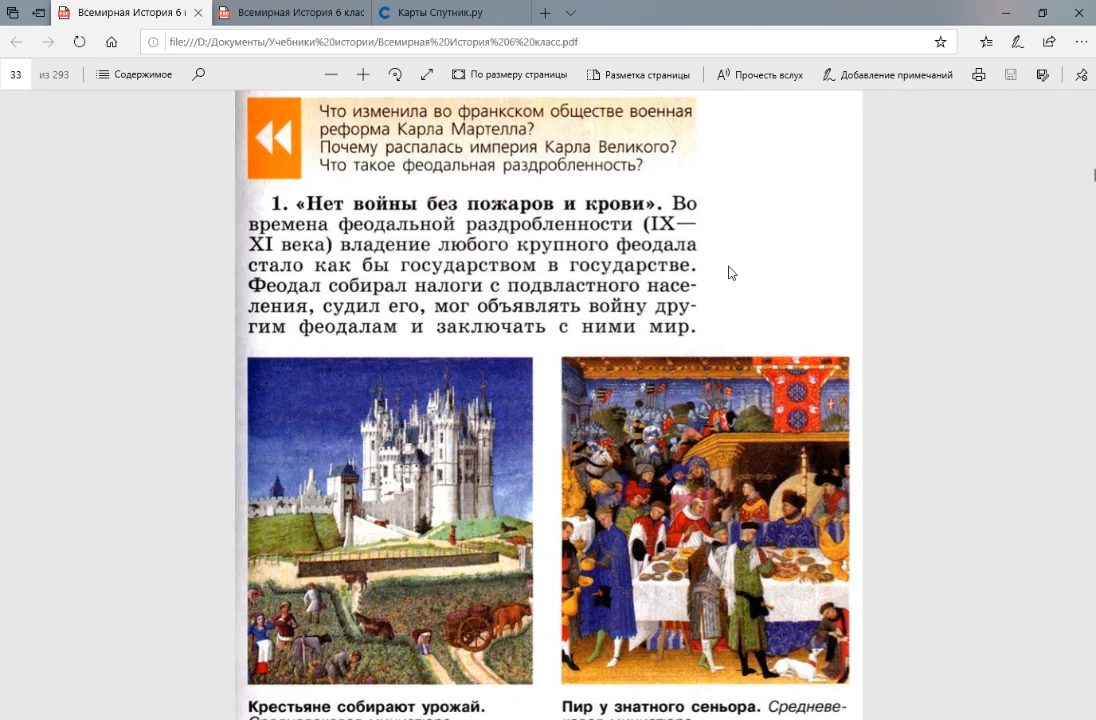 Всемирная История 6 к
Всемирная История 6 клас
Карты Спутник.ру
file:///D:/Документы/Учебники%20истории/Всемирная%20История%206%20класс.pdf
33
из 293
Содержимое
По размеру страницы
Разметка страницы
Прочесть вслух
Добавление примечаний
Что изменила во франкском обществе военная
реформа Карла Мартелла?
Почему распалась империя Карла Великого?
Что такое феодальная раздробленность?
1. «Нет войны без пожаров и крови». Во
времена феодальной раздробленности (IX—
XI века) владение любого крупного феодала
стало как бы государством в государстве.
Феодал собирал налоги с подвластного насе-
ления, судил его, мог объявлять войну дру-
гим феодалам и заключать с ними мир.
Крестьяне собирают урожай.
Пир у знатного сеньора. Средневе-